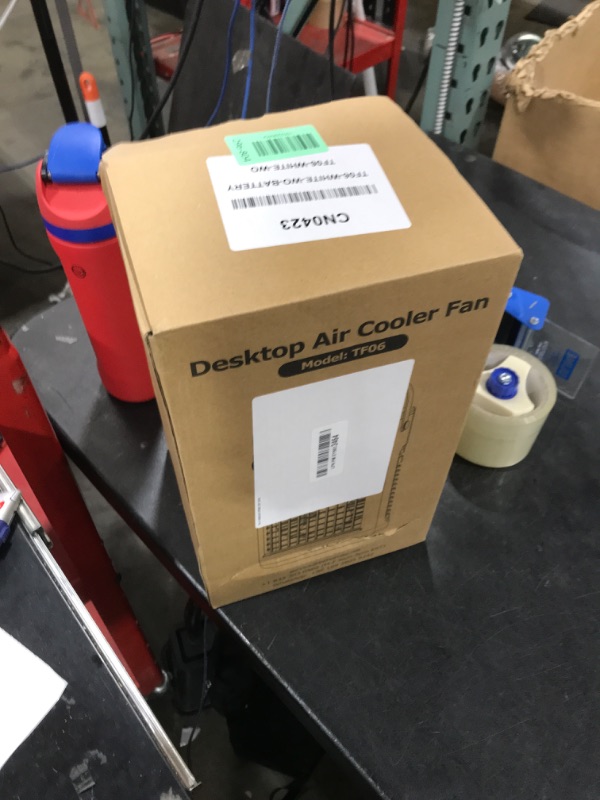 TF06-WHITE-WO
TF06-WHITE-WO-BATTERY
CN0423
Desktop Air Cooler Fan
Model: TF06